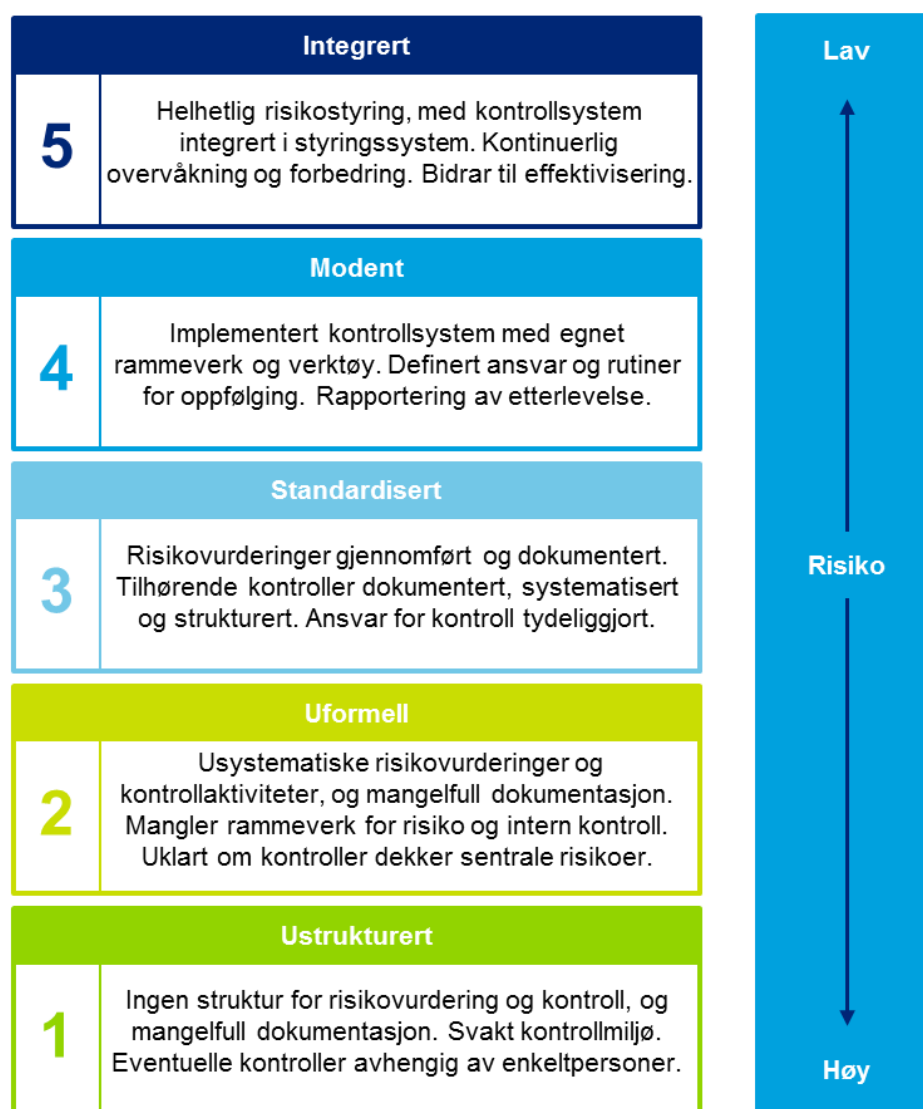 Integrert
5
Helhetlig risikostyring, med kontrollsystem
integrert i styringssystem. Kontinuerlig
overvåkning og forbedring. Bidrar til effektivisering.
Modent
4
Implementert kontrollsystem med egnet
rammeverk og verktøy. Definert ansvar og rutiner
for oppfølging. Rapportering av etterlevelse.
Standardisert
3
Risikovurderinger gjennomført og dokumentert.
Tilhørende kontroller dokumentert, systematisert
og strukturert. Ansvar for kontroll tydeliggjort.
Uformell
2
Usystematiske risikovurderinger og
kontrollaktiviteter, og mangelfull dokumentasjon.
Mangler rammeverk for risiko og intern kontroll.
Uklart om kontroller dekker sentrale risikoer.
Ustrukturert
1
Ingen struktur for risikovurdering og kontroll, og
mangelfull dokumentasjon. Svakt kontrollmiljø.
Eventuelle kontroller avhengig av enkeltpersoner.
Lav
Risiko
Høy